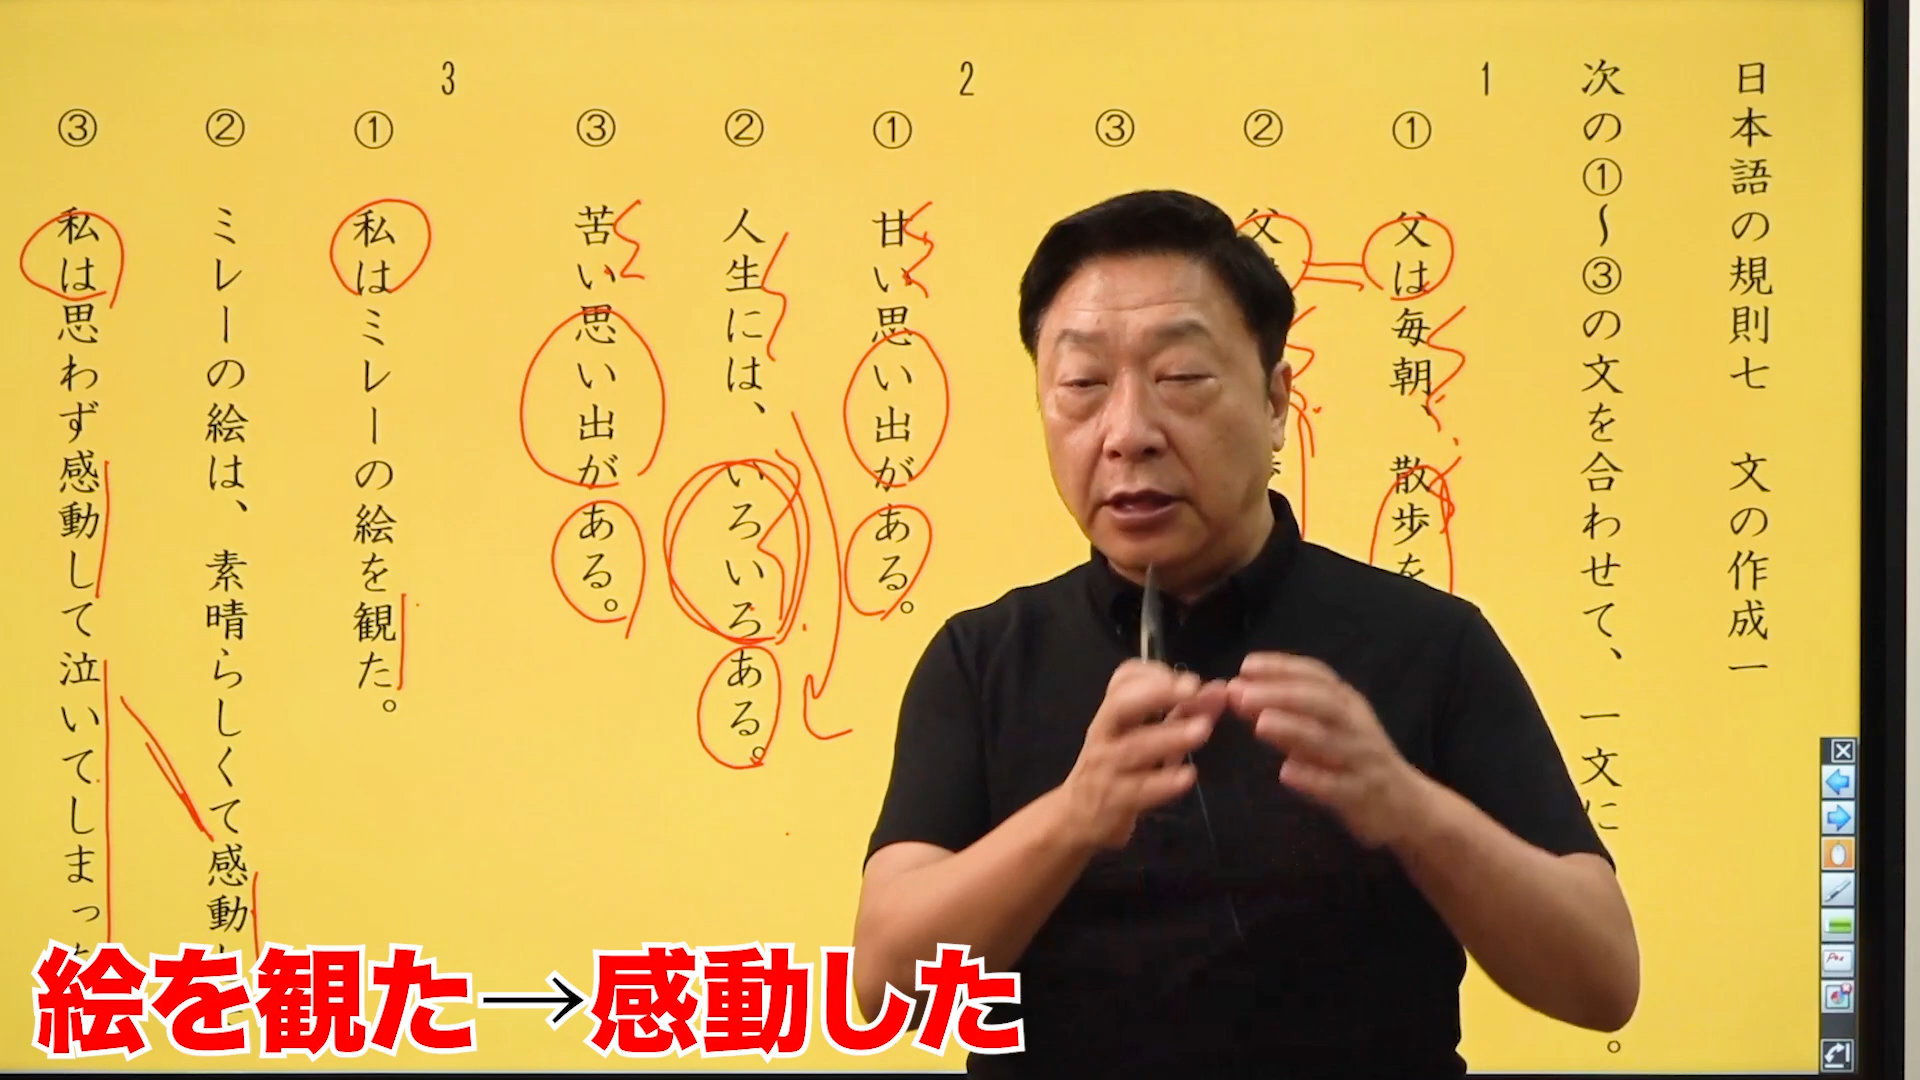 日本語の規則七 文の作成一
次の①〜③の文を合わせて、一文に
。
1
① 父は毎朝、散歩を
② 父
③
2
① 甘い思い出がある。
② 人生には、いろいろある。
③ 苦い思い出がある。
3
① 私はミレーの絵を観た。
② ミレーの絵は、素晴らしくて感動し
③ 私は思わず感動して泣いてしまった
絵を観た→感動した